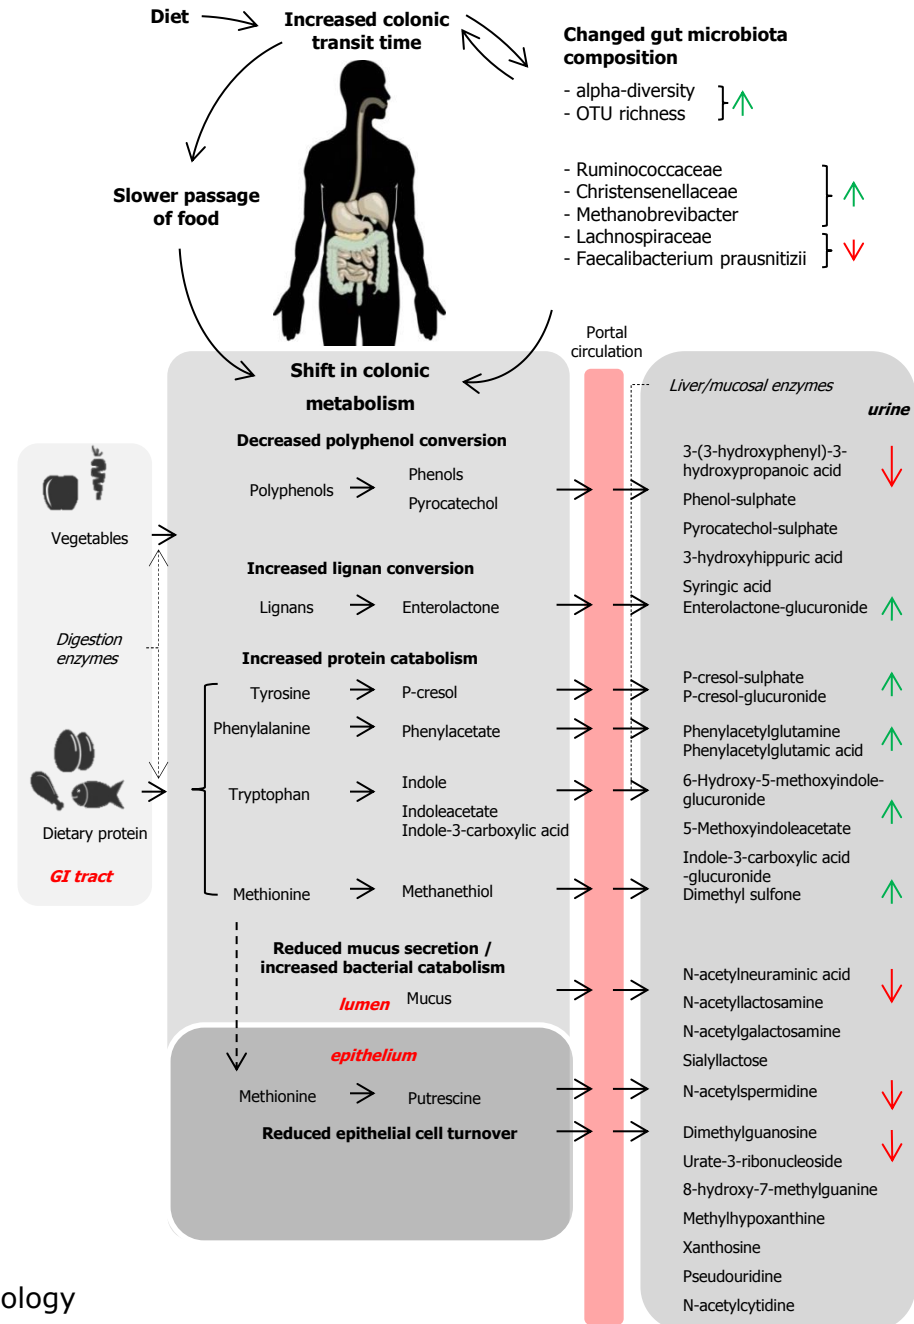 Diet
Increased colonic
transit time
Changed gut microbiota
composition
- alpha-diversity
- OTU richness
- Ruminococcaceae
- Christensenellaceae
- Methanobrevibacter
- Lachnospiraceae
- Faecalibacterium prausnitizii
Slower passage
of food
Portal
circulation
Shift in colonic
metabolism
Liver/mucosal enzymes
urine
Decreased polyphenol conversion
Polyphenols
Phenols
Pyrocatechol
3-(3-hydroxyphenyl)-3-
hydroxypropanoic acid
Phenol-sulphate
Pyrocatechol-sulphate
3-hydroxyhippuric acid
Syringic acid
Vegetables
Increased lignan conversion
Lignans
Enterolactone
Enterolactone-glucuronide
Digestion
enzymes
Increased protein catabolism
Tyrosine
P-cresol
P-cresol-sulphate
P-cresol-glucuronide
Phenylalanine
Phenylacetate
Phenylacetylglutamine
Phenylacetylglutamic acid
Tryptophan
Indole
Indoleacetate
Indole-3-carboxylic acid
6-Hydroxy-5-methoxyindole-
glucuronide
5-Methoxyindoleacetate
Indole-3-carboxylic acid
-glucuronide
Dietary protein
GI tract
Methionine
Methanethiol
Dimethyl sulfone
Reduced mucus secretion /
increased bacterial catabolism
lumen
Mucus
N-acetylneuraminic acid
N-acetyllactosamine
N-acetylgalactosamine
Sialyllactose
epithelium
Methionine
Putrescine
N-acetylspermidine
Reduced epithelial cell turnover
Dimethylguanosine
Urate-3-ribonucleoside
8-hydroxy-7-methylguanine
Methylhypoxanthine
Xanthosine
Pseudouridine
N-acetylcytidine
ology